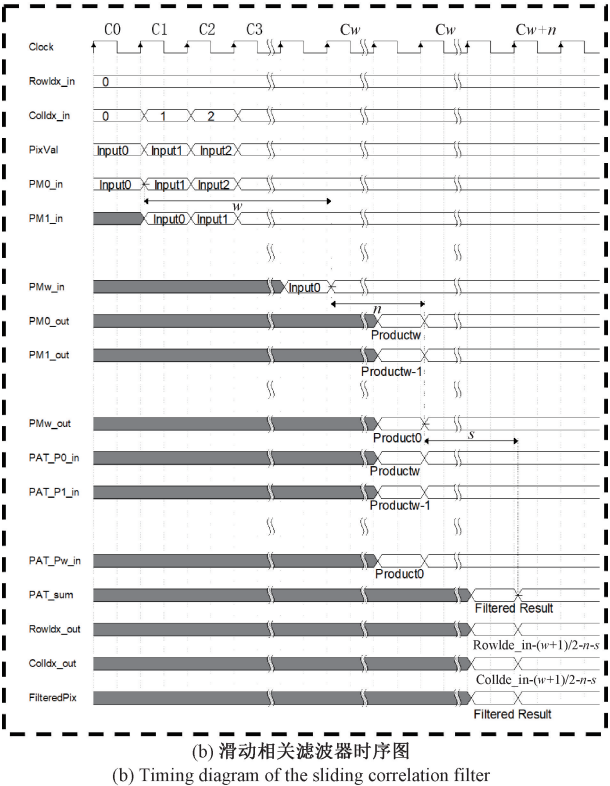 C0 C1 C2 C3 Cw Cw Cw+n
Clock
RowIdx_in 0
ColIdx_in 0 1 2
PixVal Input0 Input1 Input2
PM0_in Input0 Input1 Input2
w
PM1_in Input0 Input1
PMw_in Input0
n
PM0_out
Productw
PM1_out
Productw-1
PMw_out
s
Product0
PAT_P0_in
Productw
PAT_P1_in
Productw-1
PAT_Pw_in
Product0
PAT_sum
Filtered Result
RowIdx_out
RowIde_in-(w+1)/2-n-s
ColIdx_out
CoIIde_in-(w+1)/2-n-s
FilteredPix
Filtered Result
(b) 滑动相关滤波器时序图
(b) Timing diagram of the sliding correlation filter